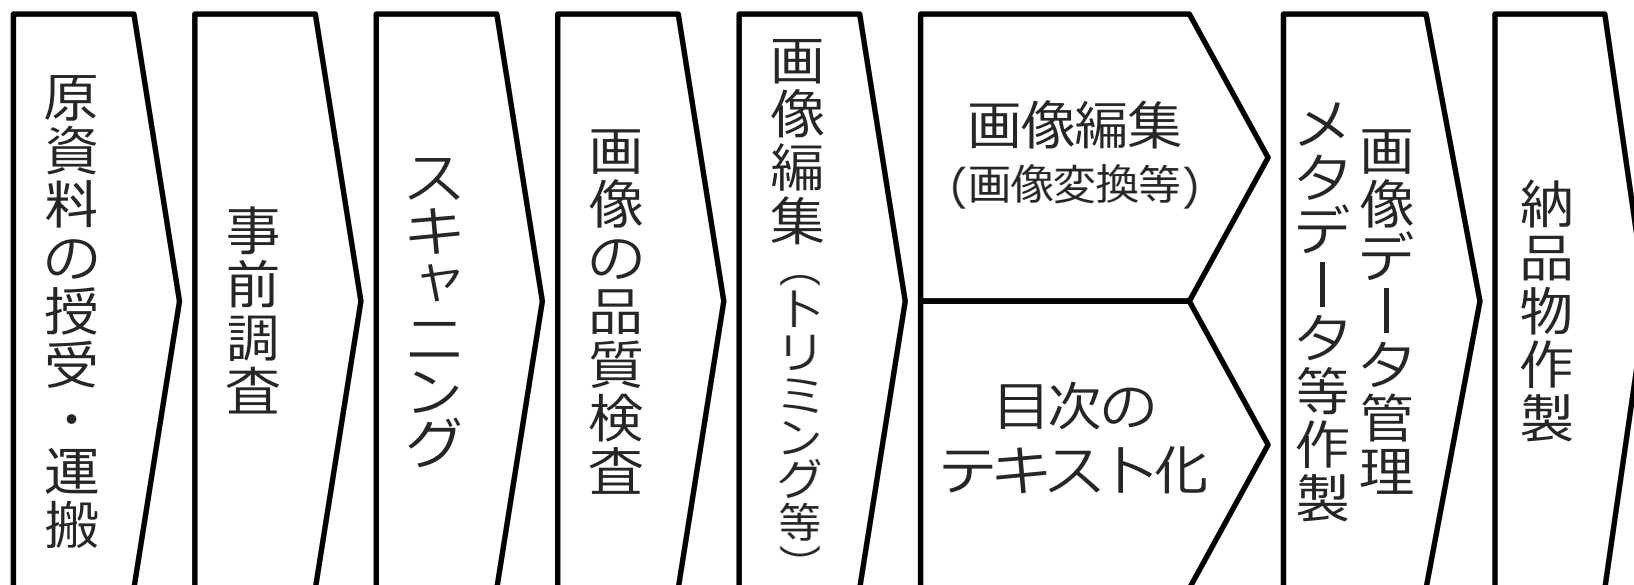 原資料の授受・運搬
事前調査
スキャニング
画像の品質検査
画像編集（トリミング等）
画像編集
(画像変換等)
目次の
テキスト化
画像データ管理
メタデータ等作製
納品物作製